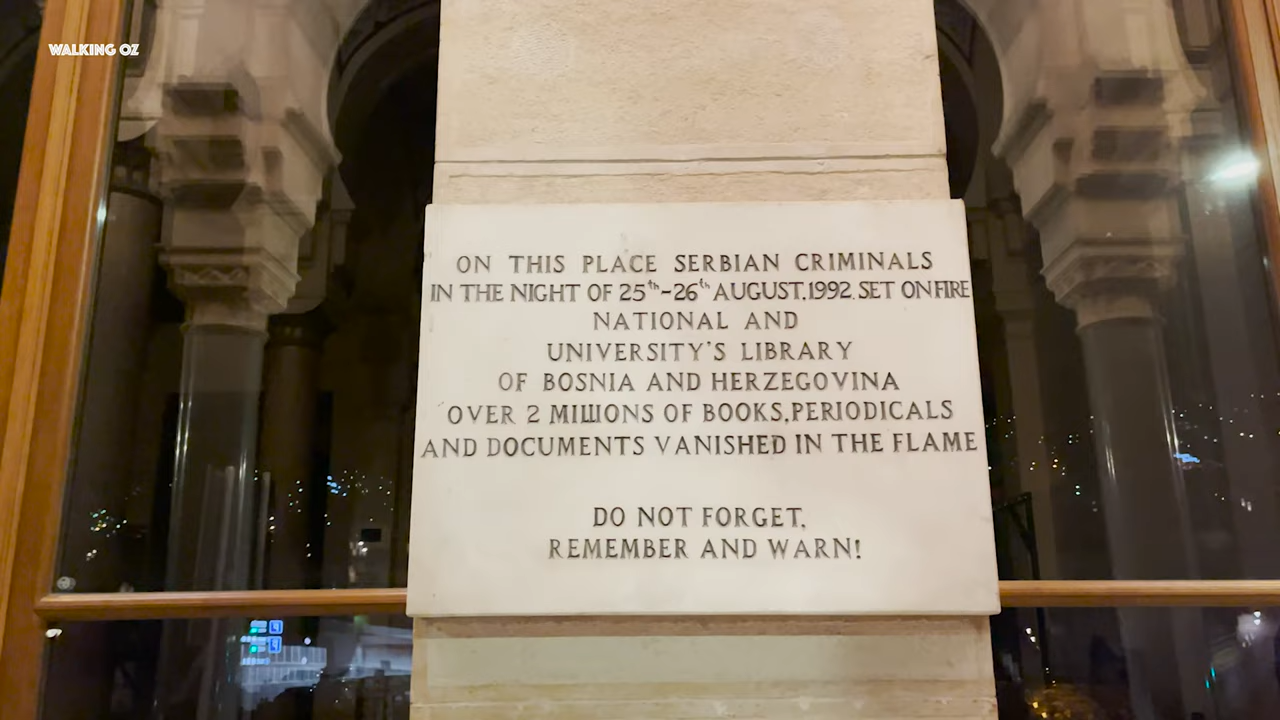 WALKING OZ
ON THIS PLACE SERBIAN CRIMINALS
IN THE NIGHT OF 25th-26th AUGUST,1992. SET ON FIRE
NATIONAL AND
UNIVERSITY'S LIBRARY
OF BOSNIA AND HERZEGOVINA
OVER 2 MILLIONS OF BOOKS,PERIODICALS
AND DOCUMENTS VANISHED IN THE FLAME
DO NOT FORGET,
REMEMBER AND WARN!